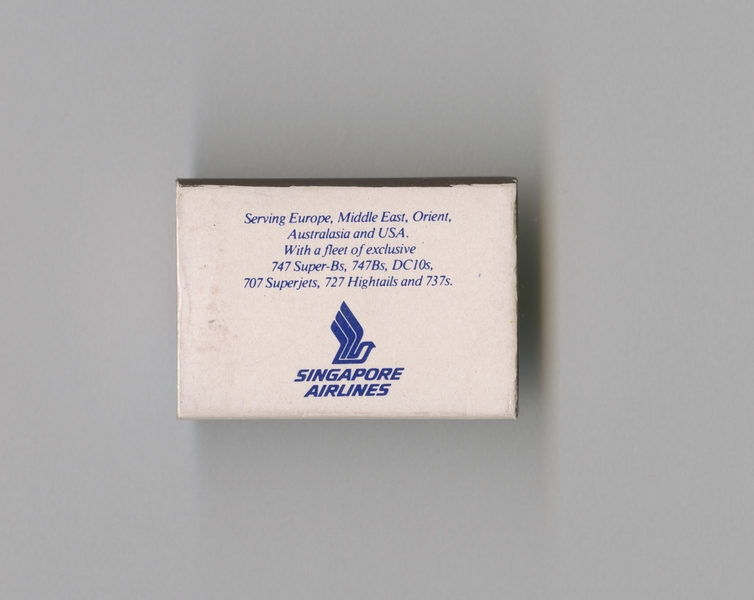 Serving Europe, Middle East, Orient,
Australasia and USA.
With a fleet of exclusive
747 Super-Bs, 747Bs, DC10s,
707 Superjets, 727 Hightails and 737s.
SINGAPORE
AIRLINES